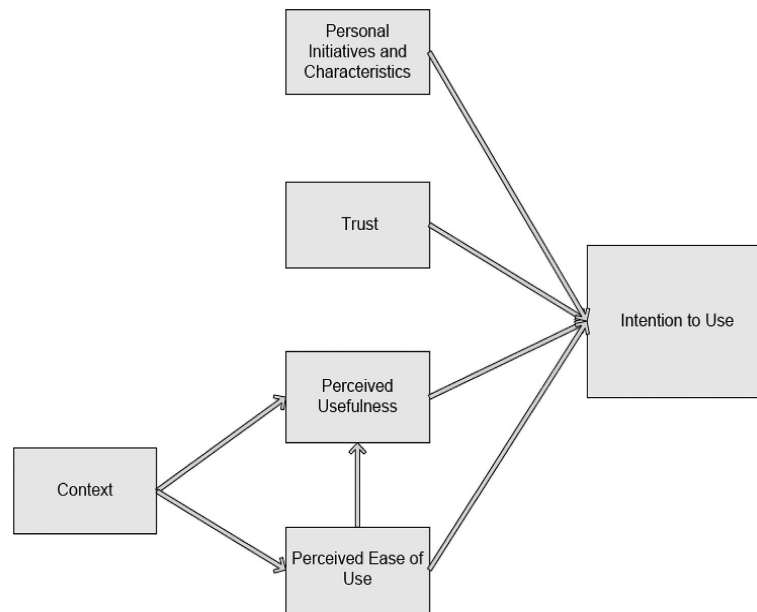 Personal
Initiatives and
Characteristics
Trust
Intention to Use
Perceived
Usefulness
Context
Perceived Ease of
Use